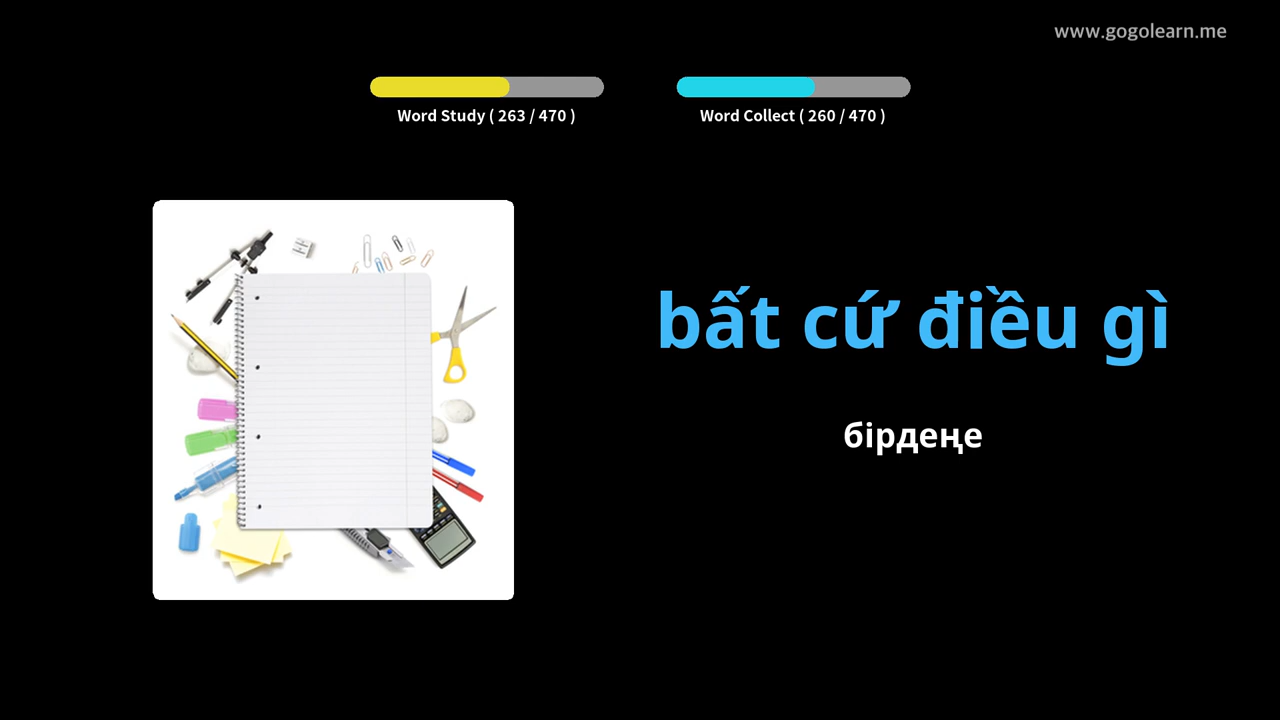 www.gogolearn.me
Word Study ( 263 / 470 )
Word Collect ( 260 / 470 )
bất cứ điều gì
бірдеңе